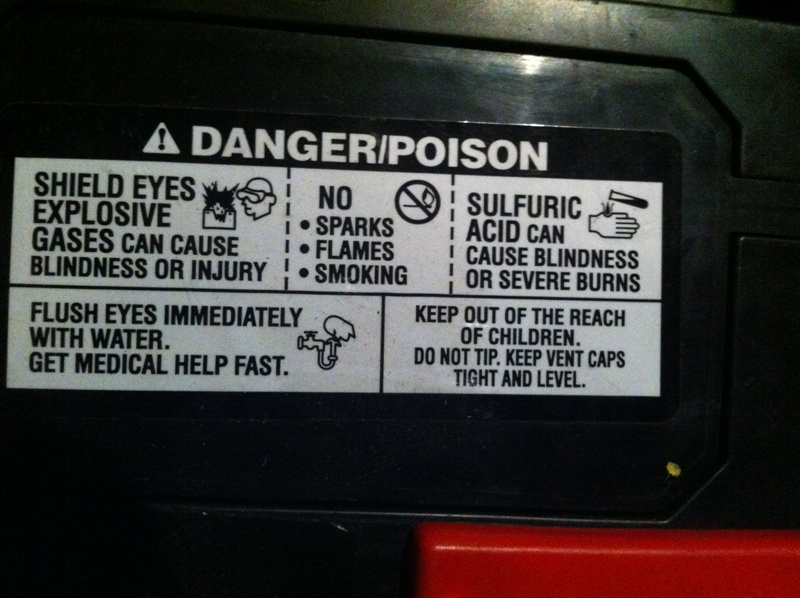 DANGER/POISON
SHIELD EYES
EXPLOSIVE
GASES CAN CAUSE
BLINDNESS OR INJURY
NO
• SPARKS
• FLAMES
• SMOKING
SULFURIC
ACID CAN
CAUSE BLINDNESS
OR SEVERE BURNS
FLUSH EYES IMMEDIATELY
WITH WATER.
GET MEDICAL HELP FAST.
KEEP OUT OF THE REACH
OF CHILDREN.
DO NOT TIP. KEEP VENT CAPS
TIGHT AND LEVEL.